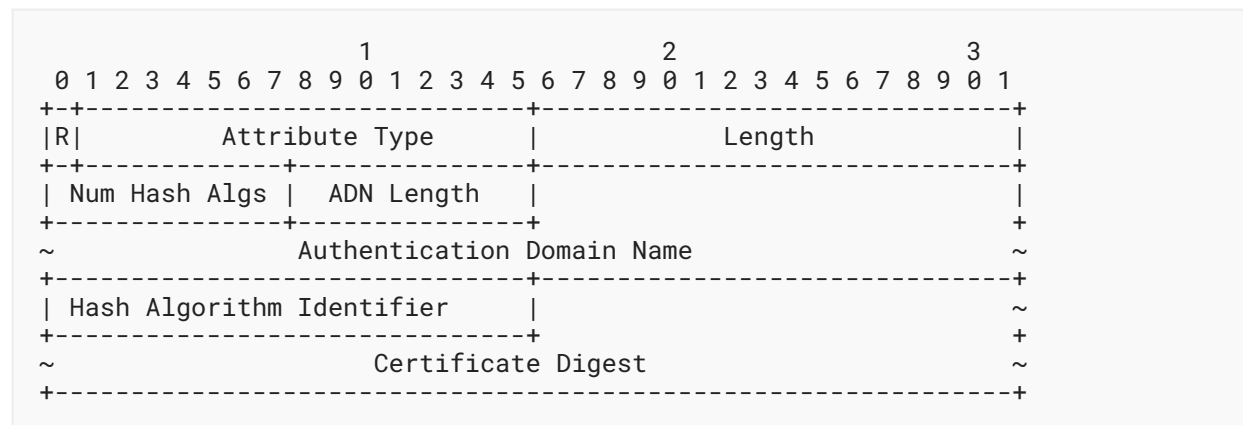 1                   2                   3
 0 1 2 3 4 5 6 7 8 9 0 1 2 3 4 5 6 7 8 9 0 1 2 3 4 5 6 7 8 9 0 1
+-+-----------------------------+-------------------------------+
|R|         Attribute Type      |            Length             |
+-+-------------+---------------+-------------------------------+
| Num Hash Algs |  ADN Length   |                               |
+---------------+---------------+                               +
~                Authentication Domain Name                     ~
+-------------------------------+-------------------------------+
| Hash Algorithm Identifier     |                               ~
+-------------------------------+                               +
~                     Certificate Digest                        ~
+---------------------------------------------------------------+